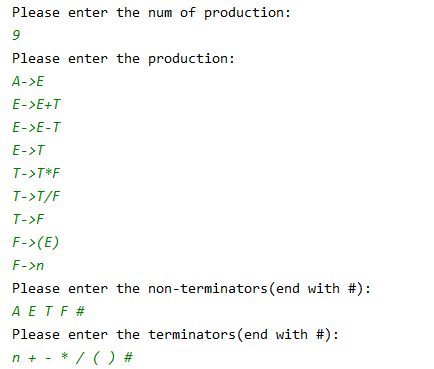 Please enter the num of production:
9
Please enter the production:
A->E
E->E+T
E->E-T
E->T
T->T*F
T->T/F
T->F
F->(E)
F->n
Please enter the non-terminators(end with #):
A E T F #
Please enter the terminators(end with #):
n + - * / ( ) #